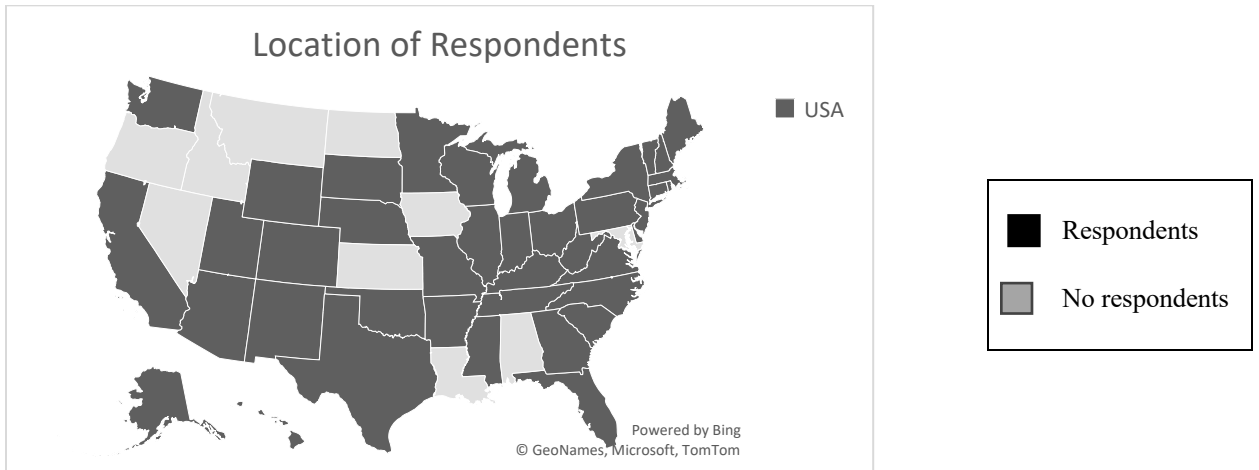 Location of Respondents
USA
Respondents
No respondents
Powered by Bing
© GeoNames, Microsoft, TomTom